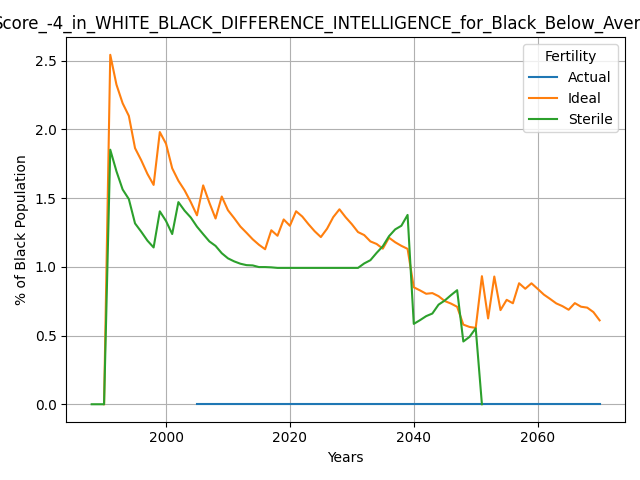 Score_-4_in_WHITE_BLACK_DIFFERENCE_INTELLIGENCE_for_Black_Below_Aver
Fertility
Actual
Ideal
Sterile
% of Black Population
2.5
2.0
1.5
1.0
0.5
0.0
2000
2020
2040
2060
Years